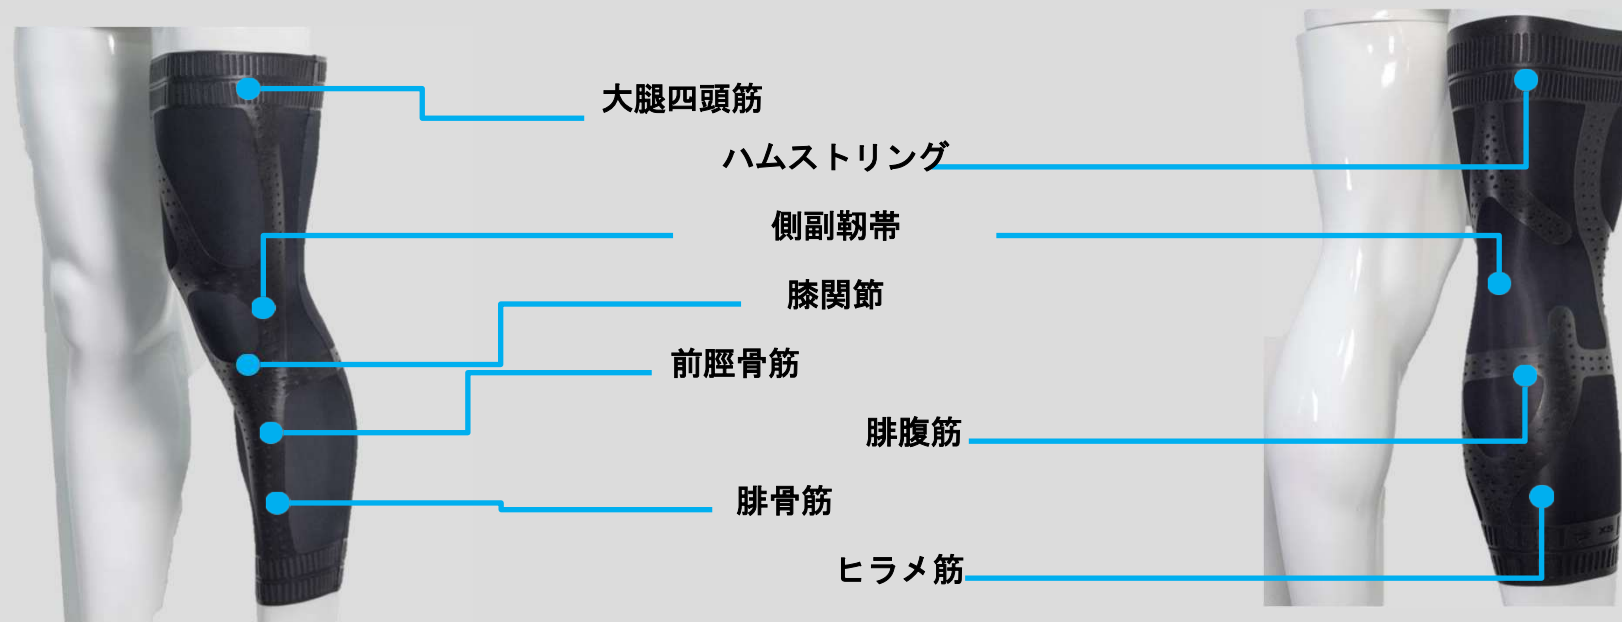 大腿四頭筋
ハムストリング
側副靭帯
膝関節
前脛骨筋
腓腹筋
腓骨筋
ヒラメ筋
XS